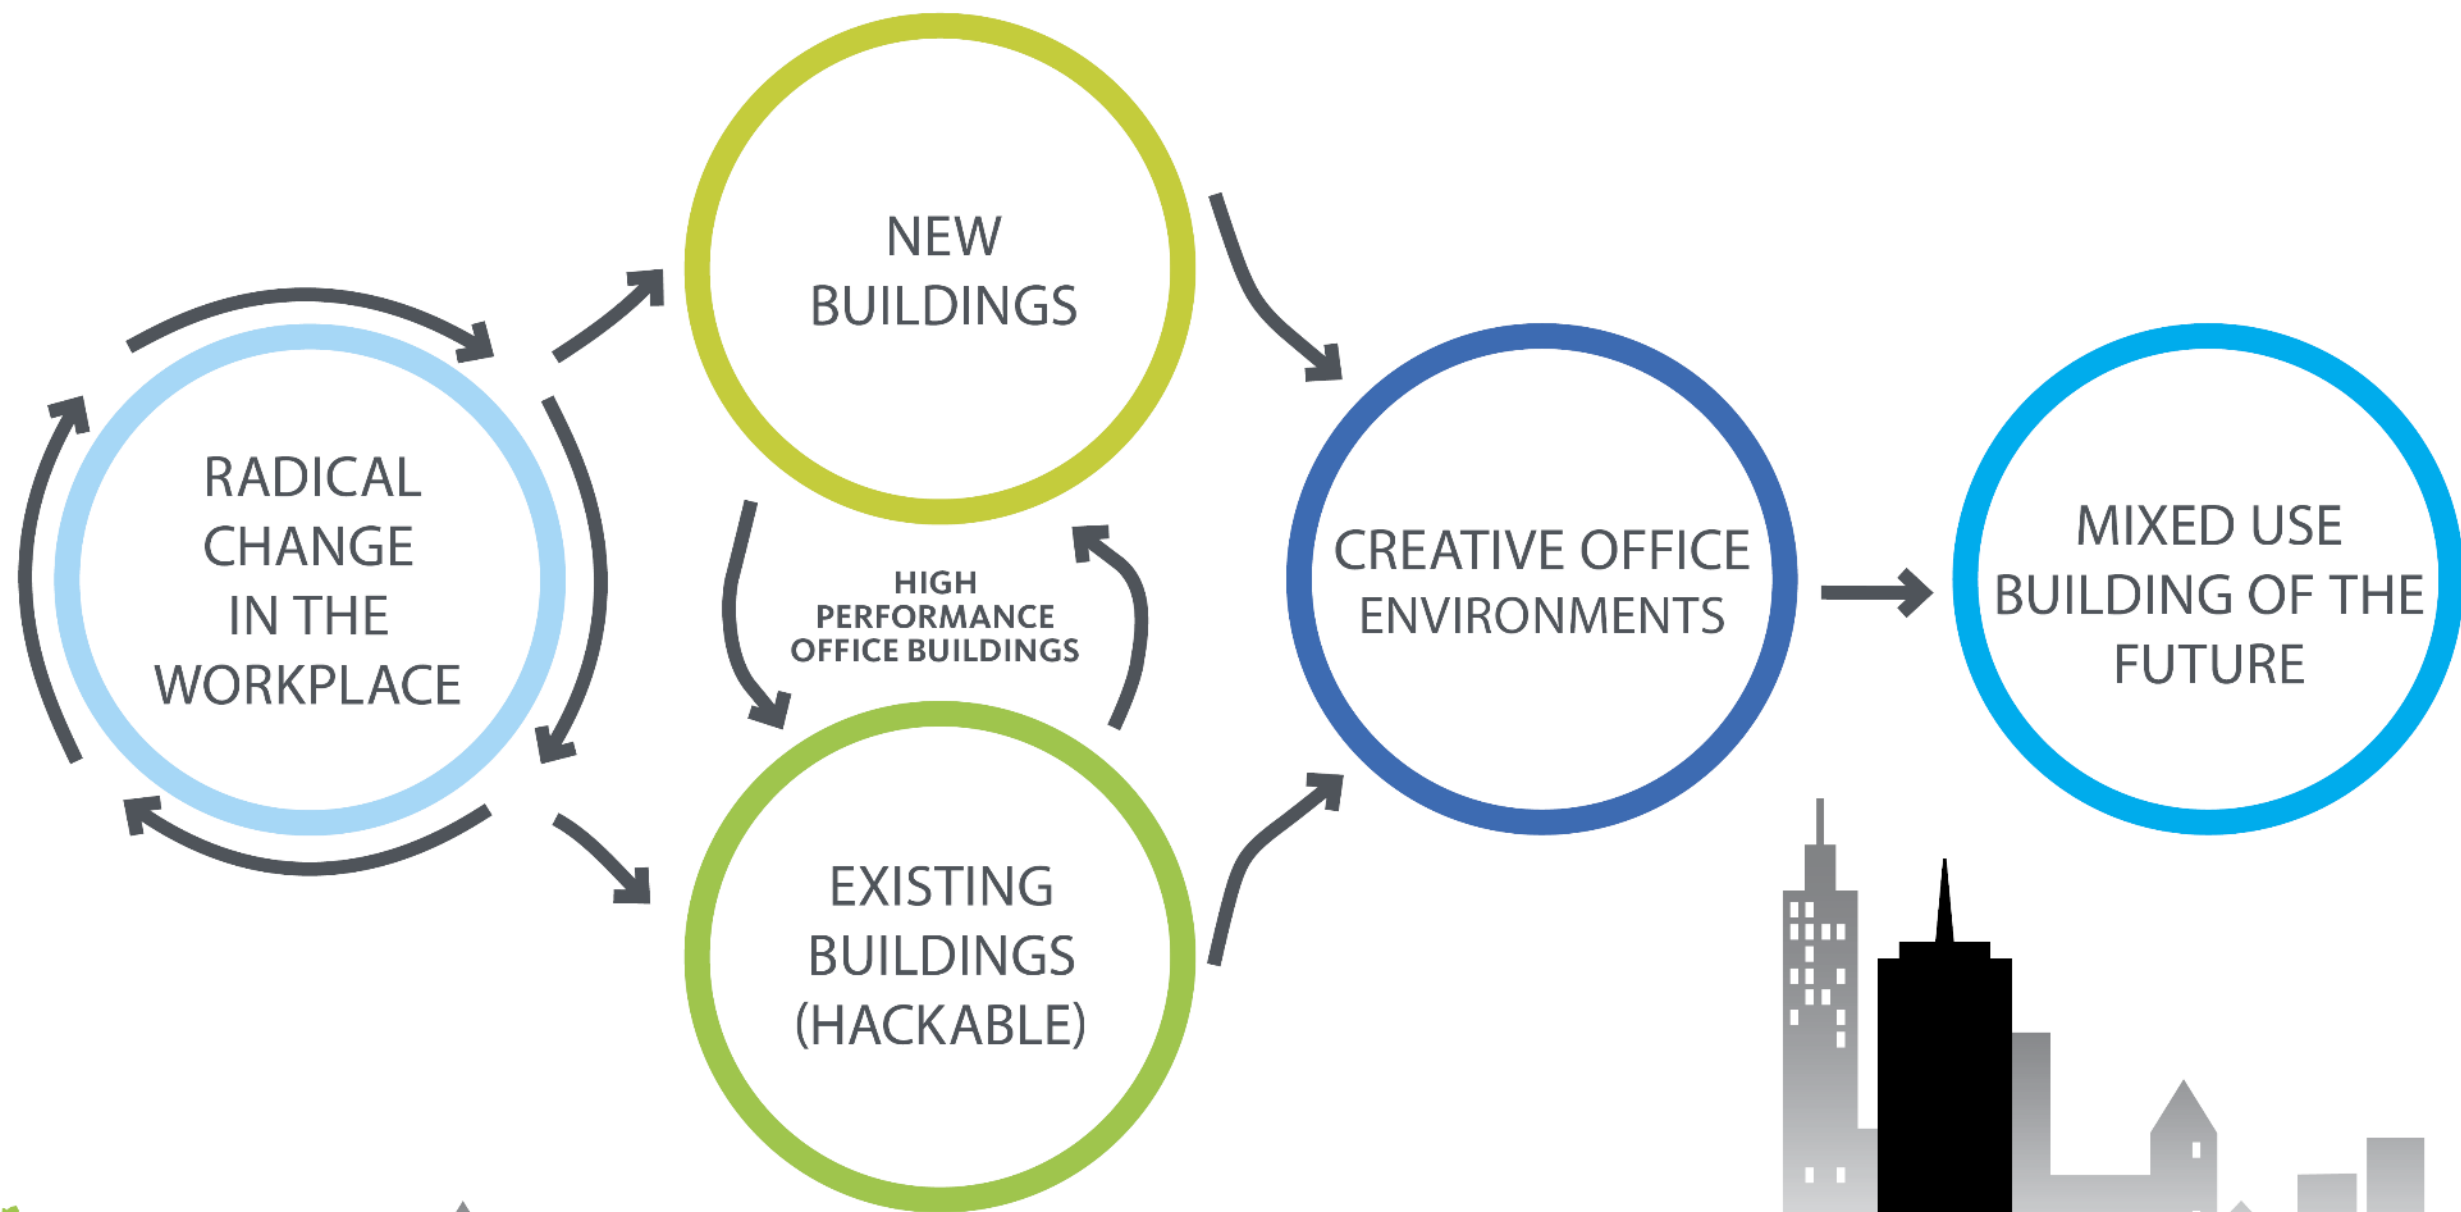 RADICAL
CHANGE
IN THE
WORKPLACE
NEW
BUILDINGS
HIGH
PERFORMANCE
OFFICE BUILDINGS
EXISTING
BUILDINGS
(HACKABLE)
CREATIVE OFFICE
ENVIRONMENTS
MIXED USE
BUILDING OF THE
FUTURE